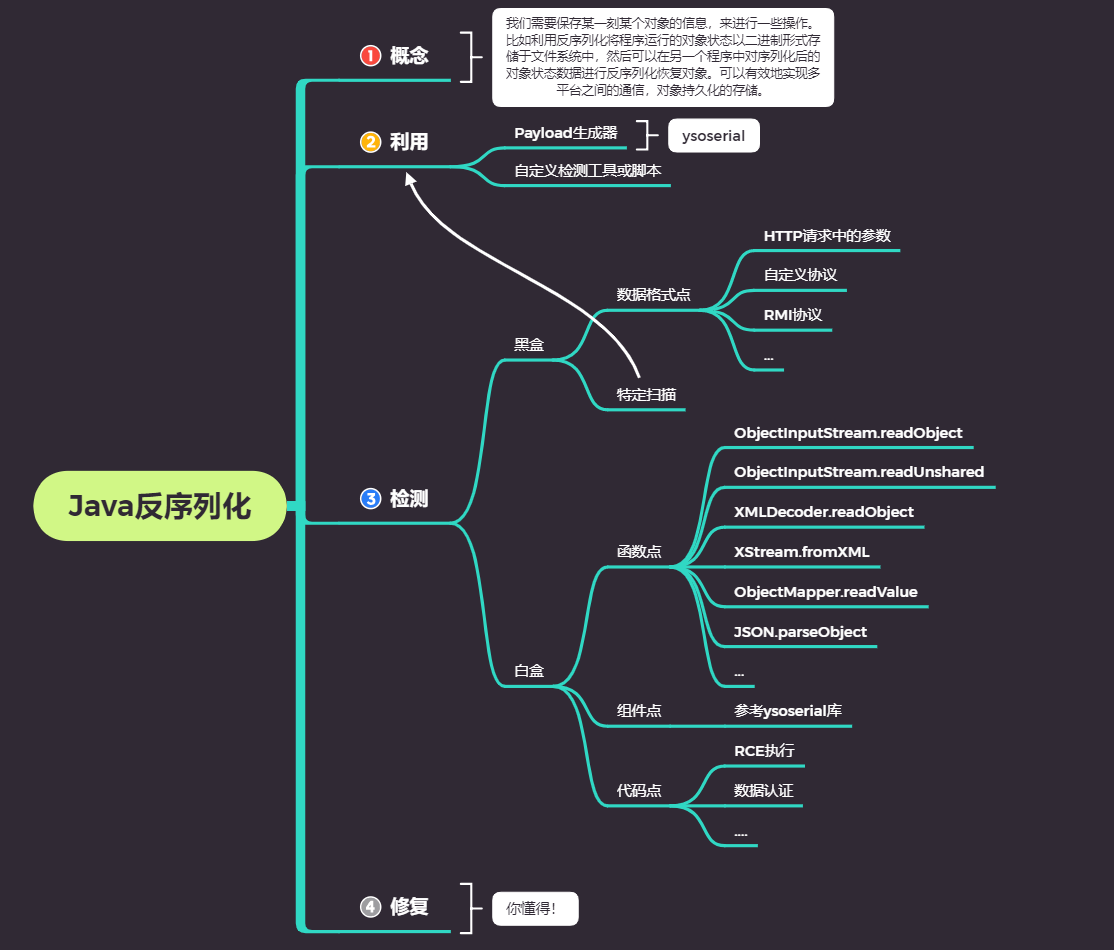 Java反序列化
1 概念
我们需要保存某一刻某个对象的信息，来进行一些操作。
比如利用反序列化将程序运行的对象状态以二进制形式存
储于文件系统中，然后可以在另一个程序中对序列化后的
对象状态数据进行反序列化恢复对象。可以有效地实现多
平台之间的通信，对象持久化的存储。
2 利用
Payload生成器
ysoserial
自定义检测工具或脚本
3 检测
黑盒
数据格式点
HTTP请求中的参数
自定义协议
RMI协议
...
特定扫描
白盒
函数点
ObjectInputStream.readObject
ObjectInputStream.readUnshared
XMLDecoder.readObject
XStream.fromXML
ObjectMapper.readValue
JSON.parseObject
...
组件点
参考ysoserial库
代码点
RCE执行
数据认证
....
4 修复
你懂得！